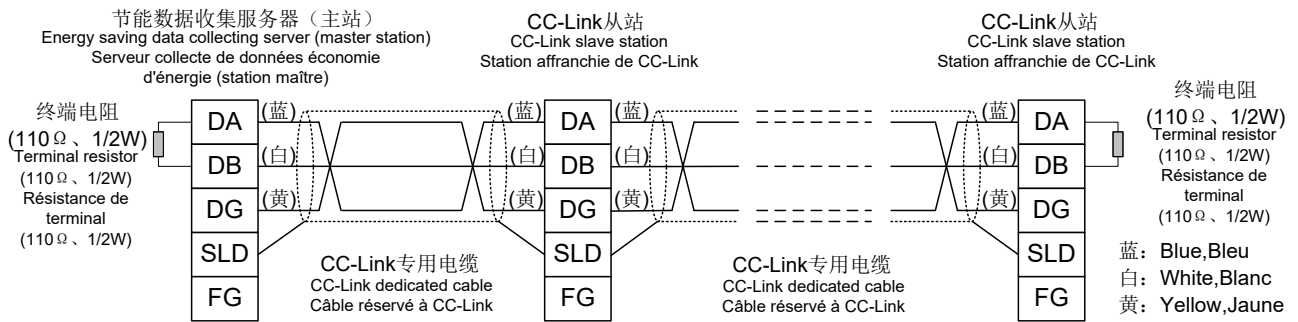 节能数据收集服务器（主站）
Energy saving data collecting server (master station)
Serveur collecte de données économie
d'énergie (station maître)
CC-Link从站
CC-Link slave station
Station affranchie de CC-Link
CC-Link从站
CC-Link slave station
Station affranchie de CC-Link
终端电阻
(110Ω、1/2W)
Terminal resistor
(110Ω、1/2W)
Résistance de
terminal
(110Ω、1/2W)
DA
DB
DG
SLD
FG
(蓝)
(白)
(黄)
(蓝)
(白)
(黄)
CC-Link专用电缆
CC-Link dedicated cable
Câble réservé à CC-Link
DA
DB
DG
SLD
FG
(蓝)
(白)
(黄)
(蓝)
(白)
(黄)
CC-Link专用电缆
CC-Link dedicated cable
Câble réservé à CC-Link
DA
DB
DG
SLD
FG
终端电阻
(110Ω、1/2W)
Terminal resistor
(110Ω、1/2W)
Résistance de
terminal
(110Ω、1/2W)
蓝：Blue,Bleu
白：White,Blanc
黄：Yellow,Jaune